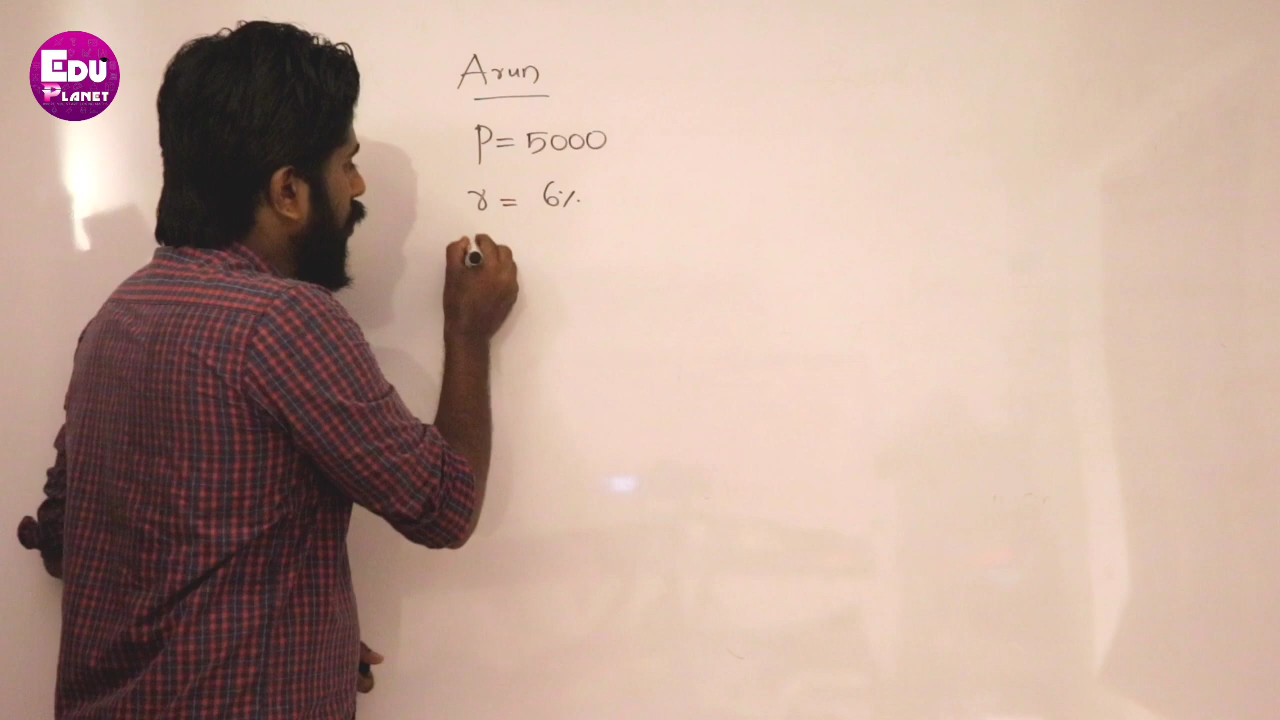 EDU
PLANET
Arun
P= 5000
r = 6%